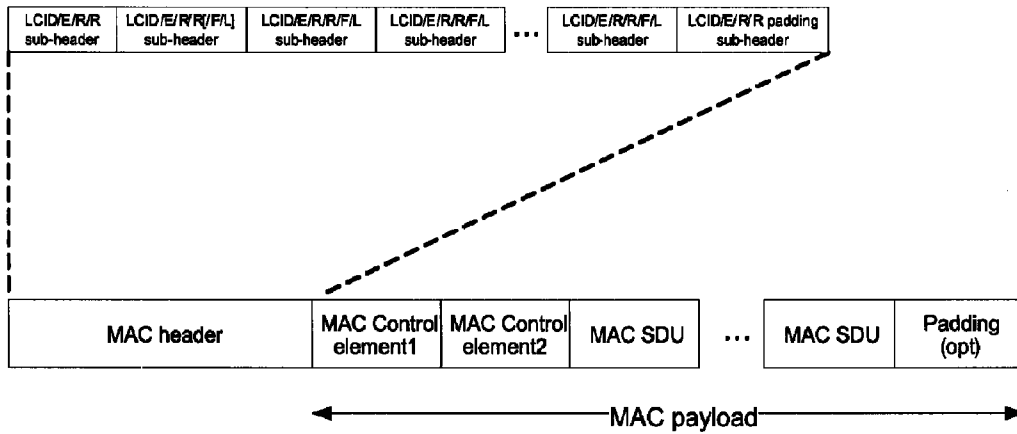 LCID/E/R/R
sub-header
LCID/E/R'R[/F/L]
sub-header
LCID/E/R/R/F/L
sub-header
LCID/E/R/R/F/L
sub-header
...
LCID/E/R/R/F/L
sub-header
LCID/E/R'R padding
sub-header
MAC header
MAC Control
element1
MAC Control
element2
MAC SDU
...
MAC SDU
Padding
(opt)
MAC payload